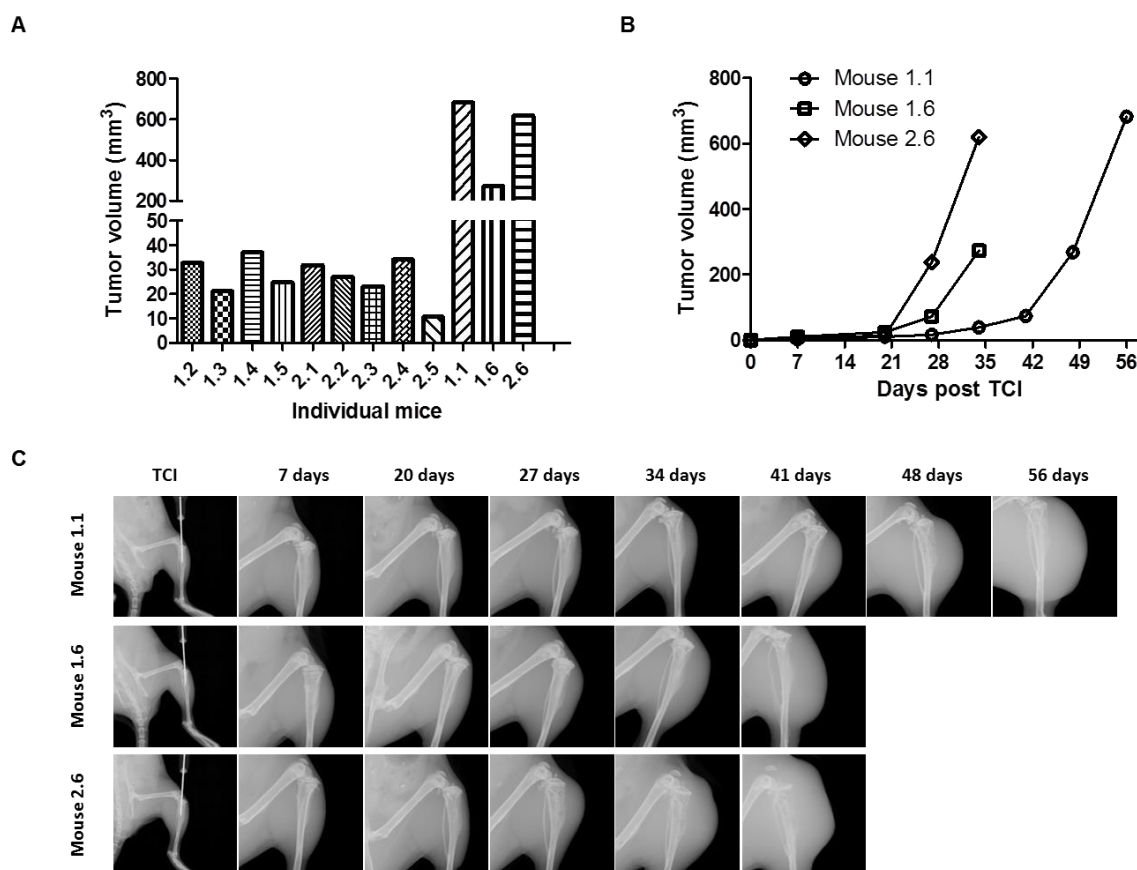 A
B
800
600
400
200
50
40
30
20
10
0
Tumor volume (mm³)
1.2 1.3 1.4 1.5 2.1 2.2 2.3 2.4 2.5 1.1 1.6 2.6
Individual mice
Mouse 1.1
Mouse 1.6
Mouse 2.6
800
600
400
200
0
Tumor volume (mm³)
0 7 14 21 28 35 42 49 56
Days post TCI
C
TCI 7 days 20 days 27 days 34 days 41 days 48 days 56 days
Mouse 1.1
Mouse 1.6
Mouse 2.6